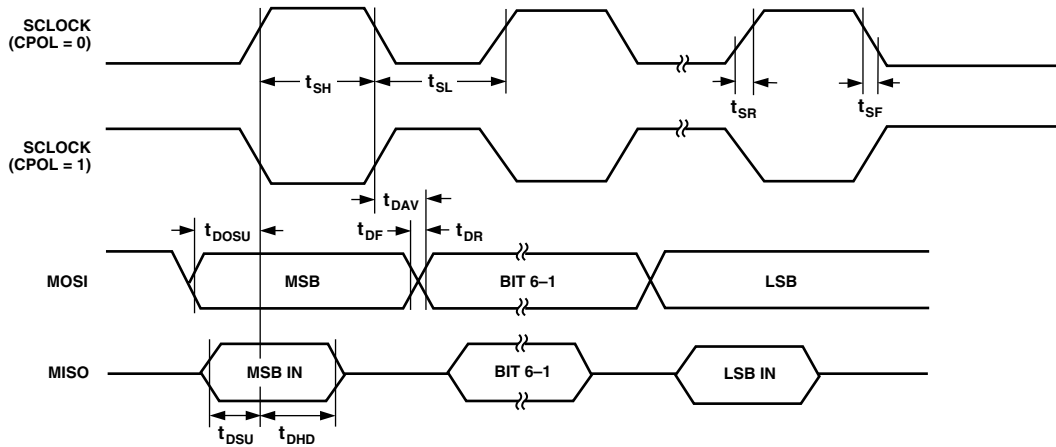 SCLOCK
(CPOL = 0)
tSH
tSL
tSR
tSF
SCLOCK
(CPOL = 1)
tDAV
tDOSU
tDF
tDR
MOSI
MSB
BIT 6–1
LSB
MISO
MSB IN
BIT 6–1
LSB IN
tDSU
tDHD